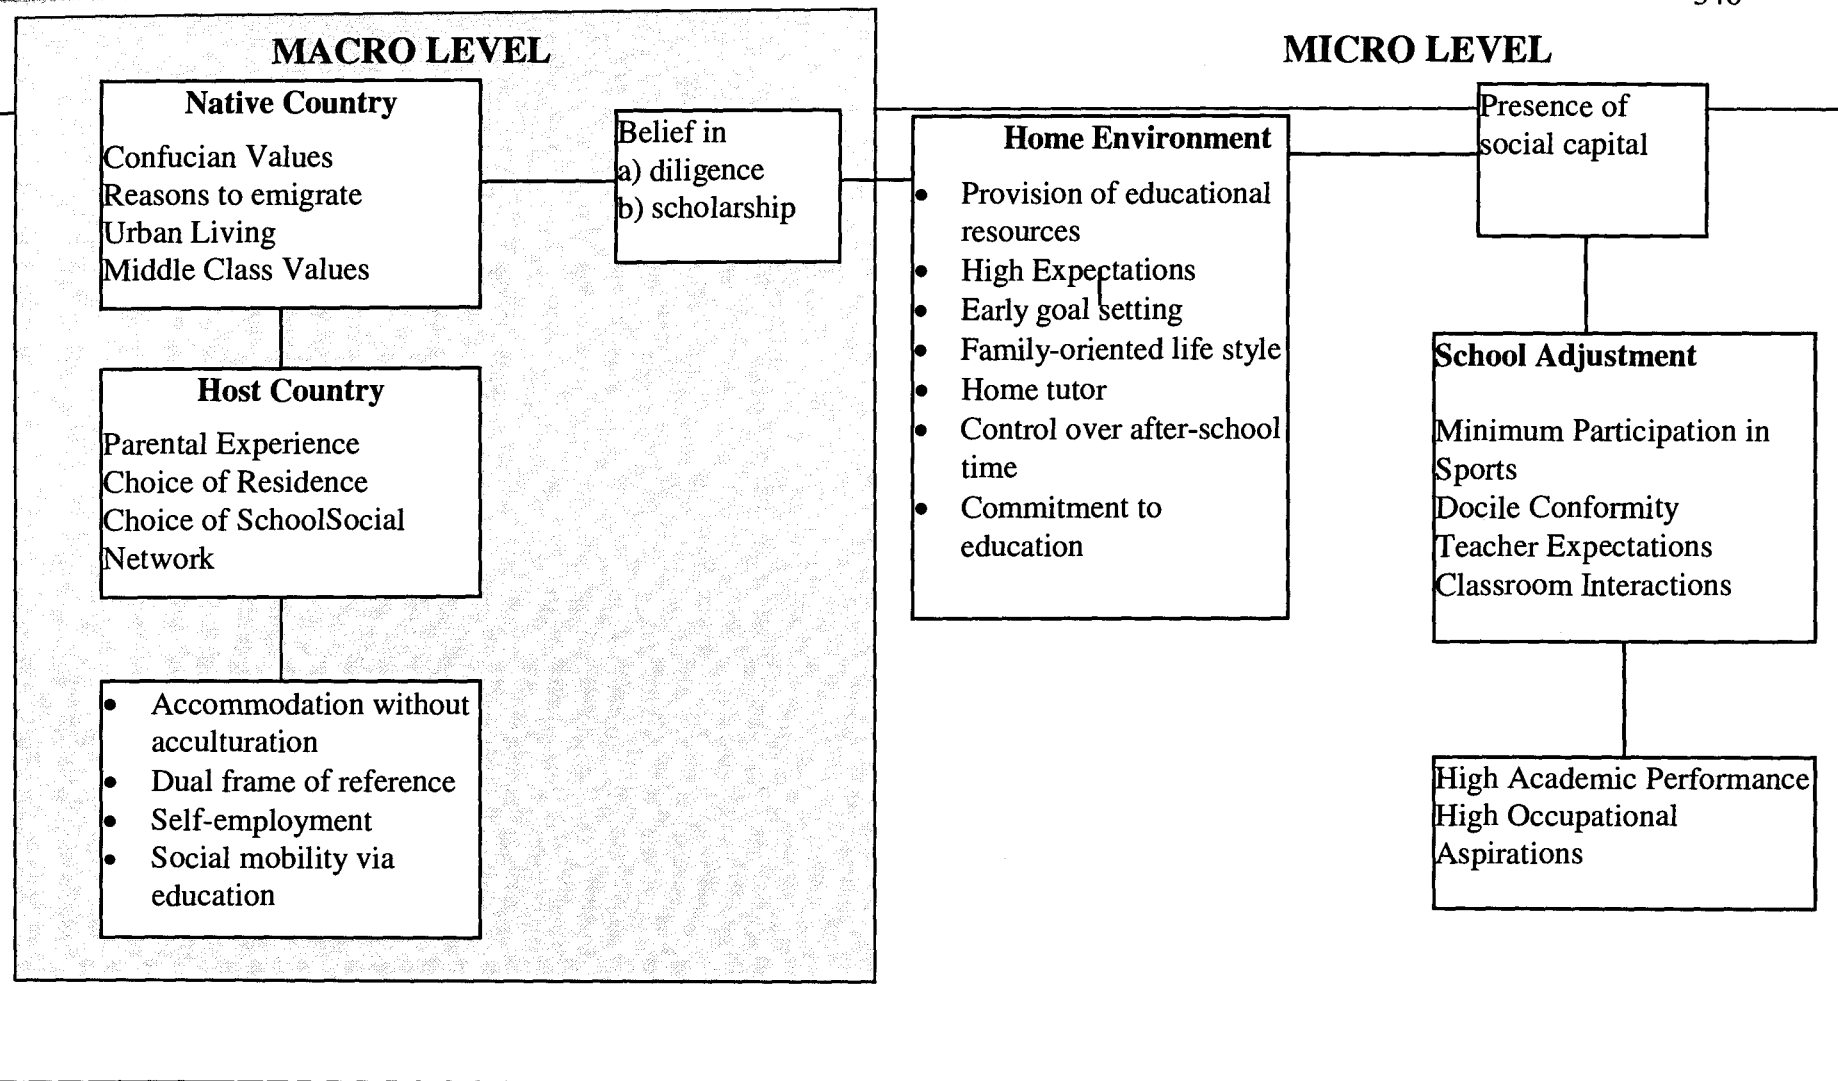 MACRO LEVEL
Native Country
Confucian Values
Reasons to emigrate
Urban Living
Middle Class Values
Belief in
a) diligence
b) scholarship
Host Country
Parental Experience
Choice of Residence
Choice of SchoolSocial
Network
• Accommodation without
acculturation
• Dual frame of reference
• Self-employment
• Social mobility via
education
MICRO LEVEL
Home Environment
• Provision of educational
resources
• High Expectations
• Early goal setting
• Family-oriented life style
• Home tutor
• Control over after-school
time
• Commitment to
education
Presence of
social capital
School Adjustment
Minimum Participation in
Sports
Docile Conformity
Teacher Expectations
Classroom Interactions
High Academic Performance
High Occupational
Aspirations